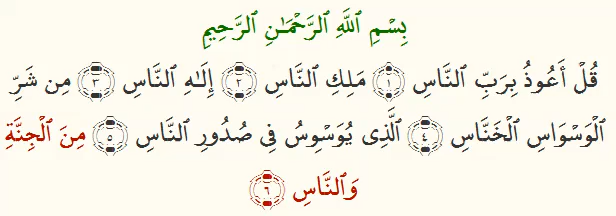 بِسْمِ ٱللَّهِ ٱلرَّحْمَـٰنِ ٱلرَّحِيمِ
قُلْ أَعُوذُ بِرَبِّ ٱلنَّاسِ ۝١ مَلِكِ ٱلنَّاسِ ۝٢ إِلَـٰهِ ٱلنَّاسِ ۝٣ مِن شَرِّ
ٱلْوَسْوَاسِ ٱلْخَنَّاسِ ۝٤ ٱلَّذِى يُوَسْوِسُ فِى صُدُورِ ٱلنَّاسِ ۝٥ مِنَ ٱلْجِنَّةِ
وَٱلنَّاسِ ۝٦